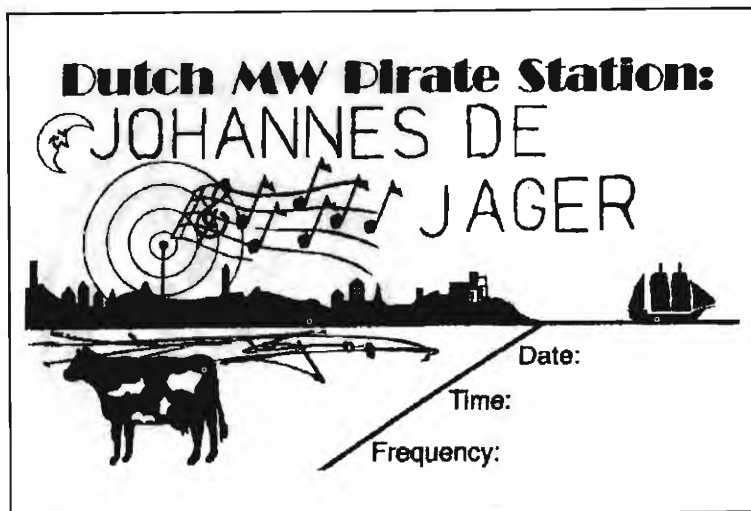 Dutch MW Pirate Station:
JOHANNES DE
JAGER
Date:
Time:
Frequency: